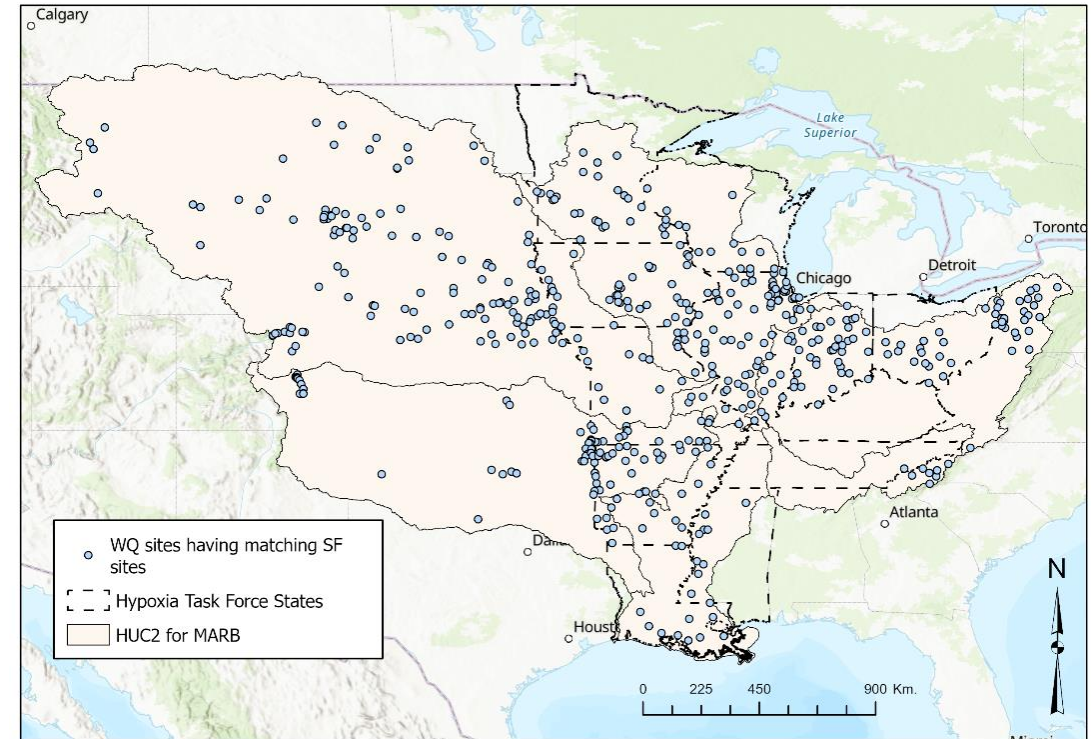 Calgary
Lake
Superior
Toronto
Detroit
Chicago
Atlanta
WQ sites having matching SF
sites
Hypoxia Task Force States
HUC2 for MARB
Dall
Houst
N
0 225 450 900 Km.